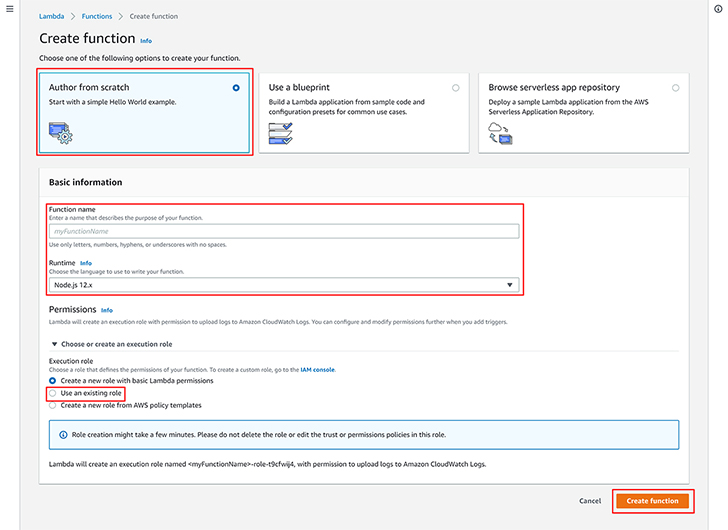 Lambda > Functions > Create function
Create function Info
Choose one of the following options to create your function.
Author from scratch
Start with a simple Hello World example.
Use a blueprint
Build a Lambda application from sample code and
configuration presets for common use cases.
Browse serverless app repository
Deploy a sample Lambda application from the AWS
Serverless Application Repository.
Basic information
Function name
Enter a name that describes the purpose of your function.
myFunctionName
Use only letters, numbers, hyphens, or underscores with no spaces.
Runtime Info
Choose the language to use to write your function.
Node.js 12.x
Permissions Info
Lambda will create an execution role with permission to upload logs to Amazon CloudWatch Logs. You can configure and modify permissions further when you add triggers.
Choose or create an execution role
Execution role
Choose a role that defines the permissions of your function. To create a custom role, go to the IAM console.
Create a new role with basic Lambda permissions
Use an existing role
Create a new role from AWS policy templates
Role creation might take a few minutes. Please do not delete the role or edit the trust or permissions policies in this role.
Lambda will create an execution role named <myFunctionName>-role-t9cfwij4, with permission to upload logs to Amazon CloudWatch Logs.
Cancel
Create function